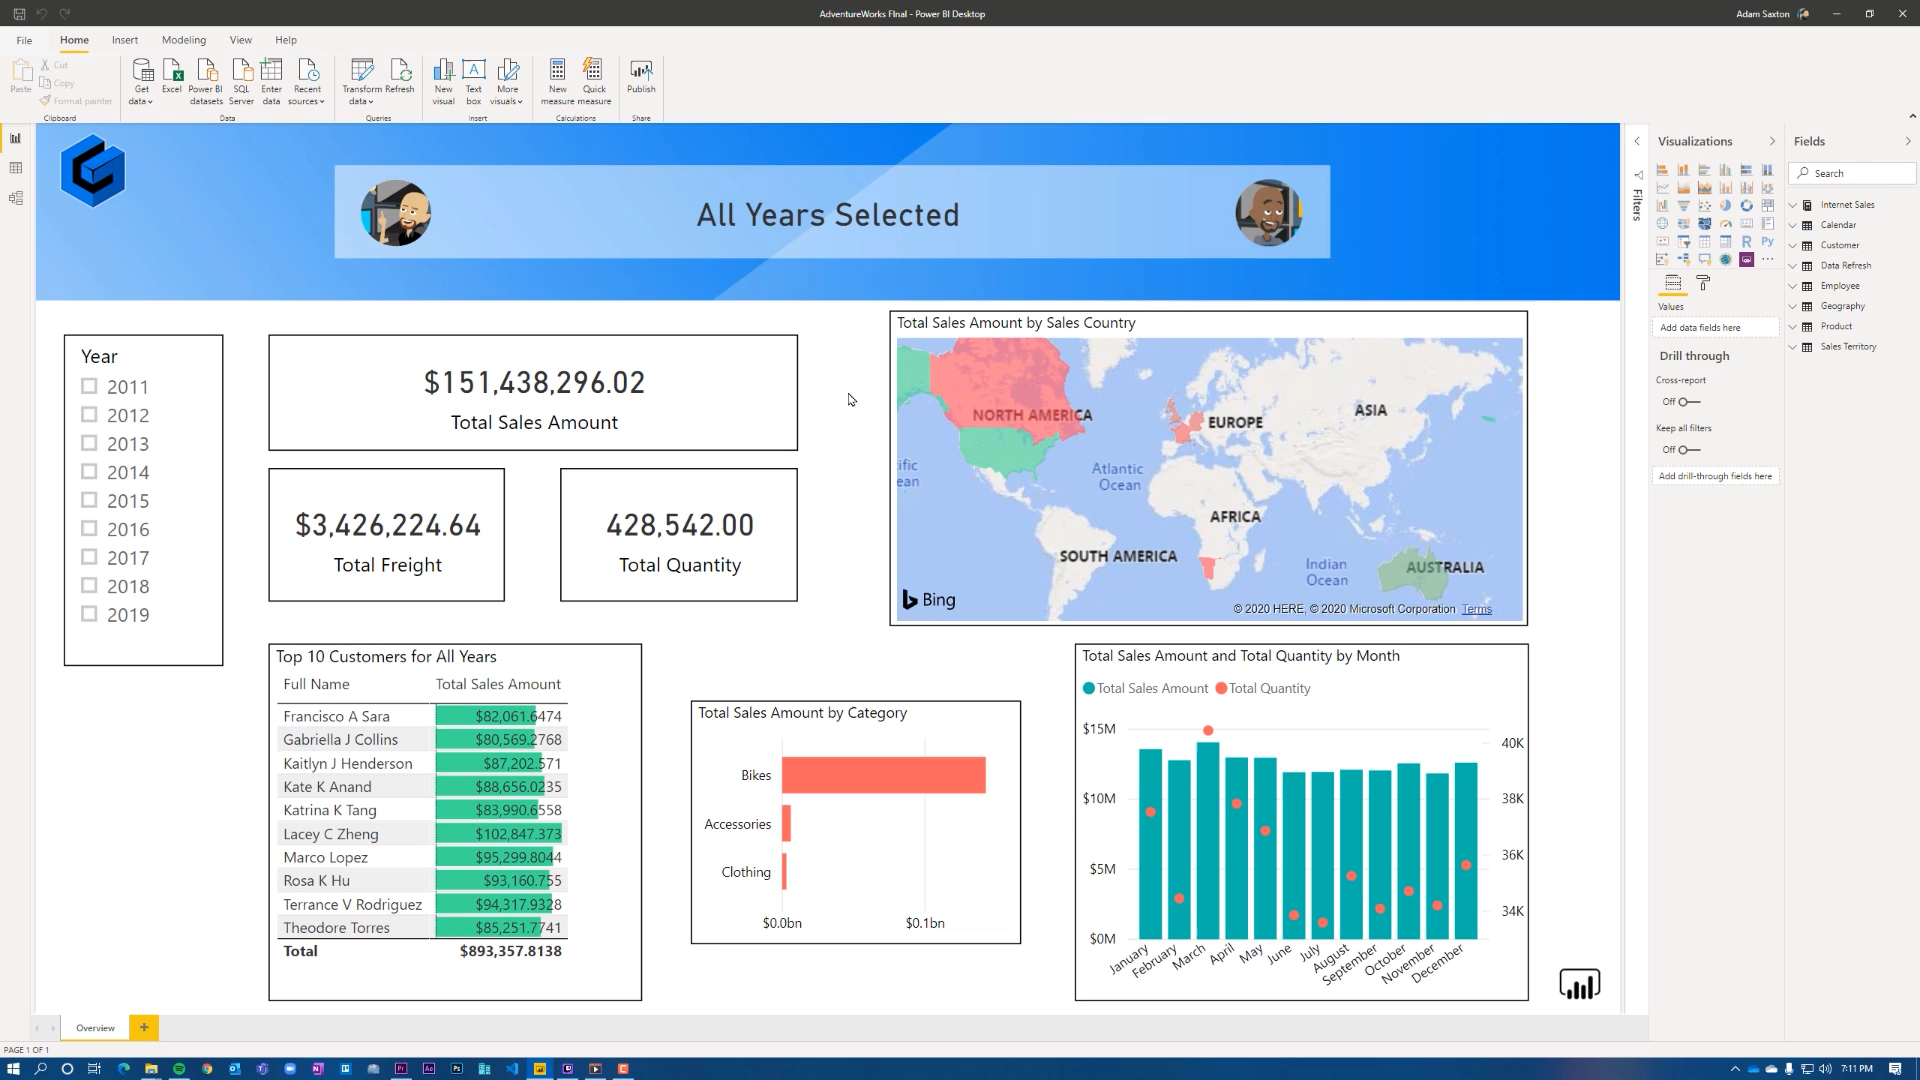 AdventureWorks FInal - Power BI Desktop
Adam Saxton
File Home Insert Modeling View Help
Paste
Cut
Copy
Format painter
Clipboard
Get data
Excel
Power BI datasets
SQL Server
Enter data
Recent sources
Data
Transform data
Refresh
Queries
New visual
Text box
More visuals
Insert
New measure
Quick measure
Calculations
Publish
Share
All Years Selected
Year
2011
2012
2013
2014
2015
2016
2017
2018
2019
$151,438,296.02
Total Sales Amount
$3,426,224.64
Total Freight
428,542.00
Total Quantity
Total Sales Amount by Sales Country
NORTH AMERICA
EUROPE
ASIA
ific
ean
Atlantic
Ocean
AFRICA
SOUTH AMERICA
Indian
Ocean
AUSTRALIA
Bing
© 2020 HERE, © 2020 Microsoft Corporation Terms
Top 10 Customers for All Years
Full Name Total Sales Amount
Francisco A Sara $82,061.6474
Gabriella J Collins $80,569.2768
Kaitlyn J Henderson $87,202.571
Kate K Anand $88,656.0235
Katrina K Tang $83,990.6558
Lacey C Zheng $102,847.373
Marco Lopez $95,299.8044
Rosa K Hu $93,160.755
Terrance V Rodriguez $94,317.9328
Theodore Torres $85,251.7741
Total $893,357.8138
Total Sales Amount by Category
Bikes
Accessories
Clothing
$0.0bn $0.1bn
Total Sales Amount and Total Quantity by Month
Total Sales Amount Total Quantity
$15M
$10M
$5M
$0M
40K
38K
36K
34K
January February March April May June July August September October November December
Filters
Visualizations
R Py
Values
Add data fields here
Drill through
Cross-report
Off
Keep all filters
Off
Add drill-through fields here
Fields
Search
Internet Sales
Calendar
Customer
Data Refresh
Employee
Geography
Product
Sales Territory
Overview
PAGE 1 OF 1
7:11 PM